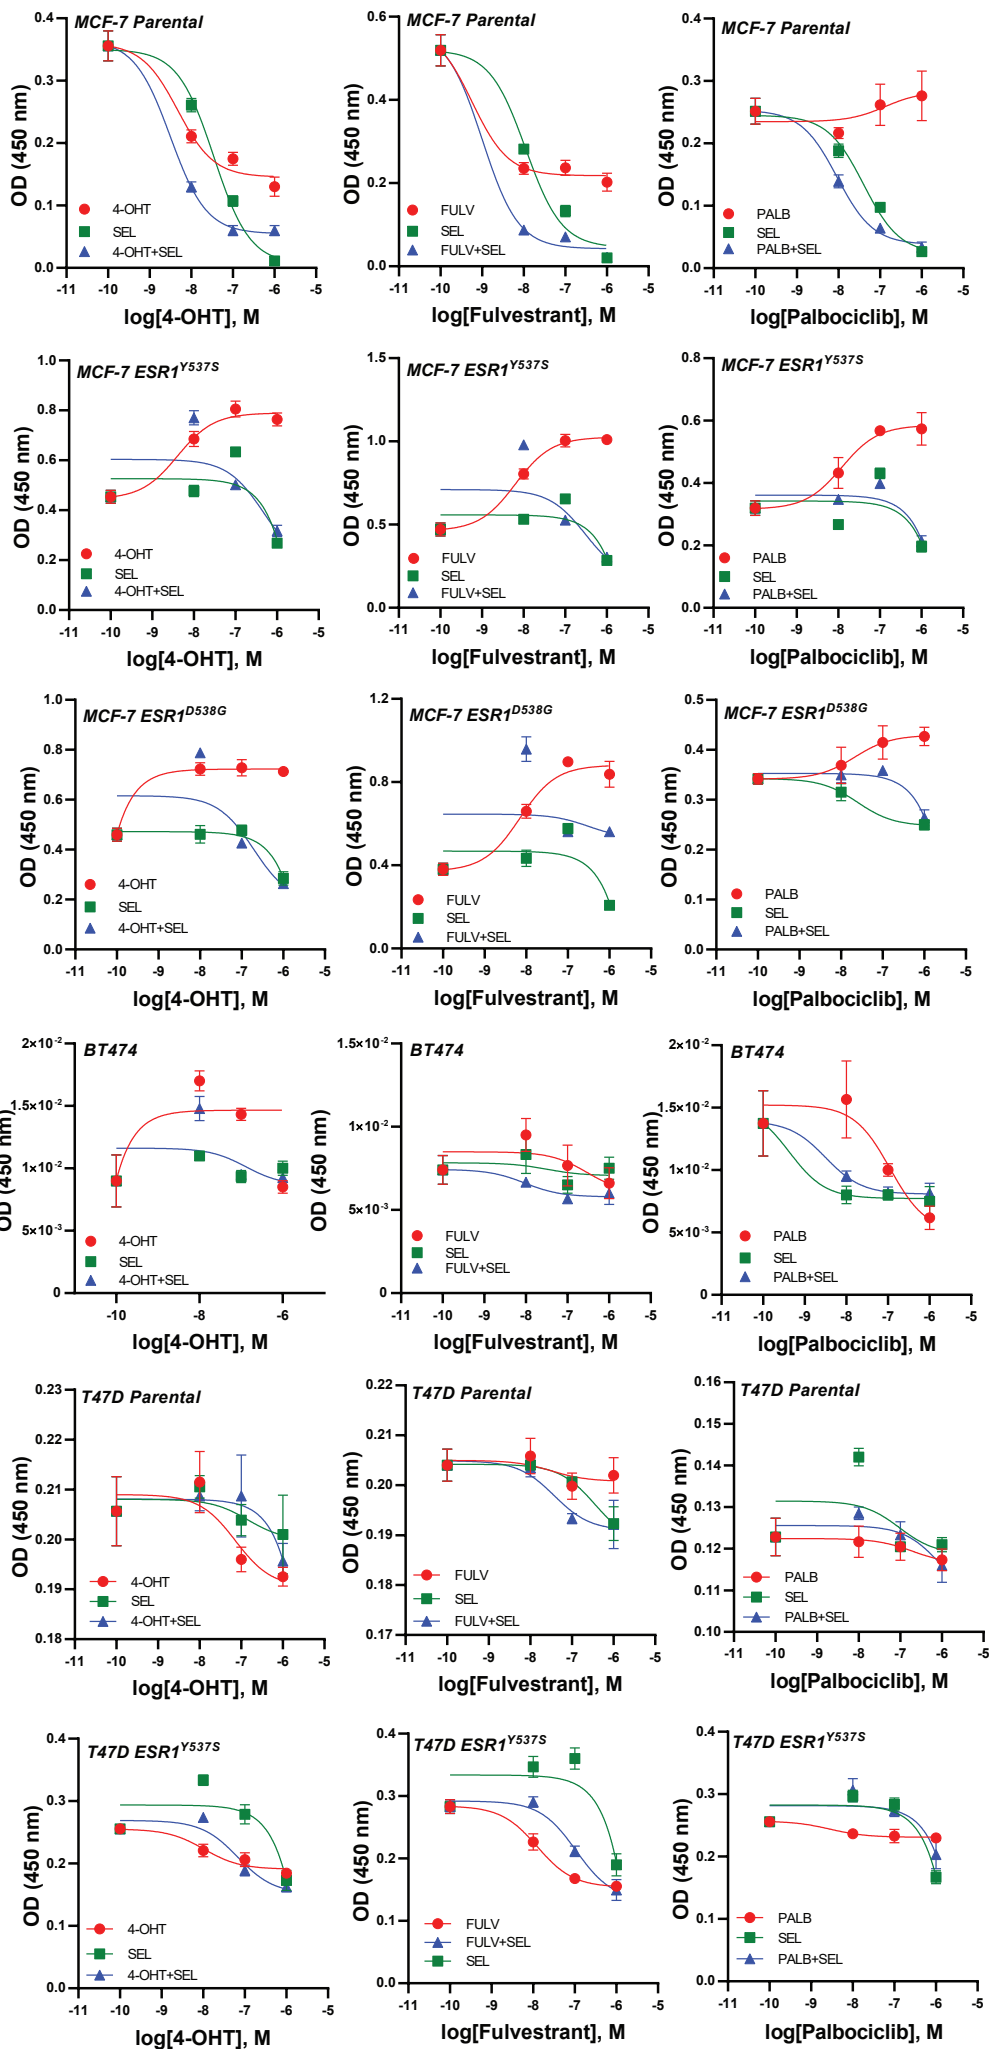 MCF-7 Parental
OD (450 nm)
0.4
0.3
0.2
0.1
0.0
4-OHT
SEL
4-OHT+SEL
-11 -10 -9 -8 -7 -6 -5
log[4-OHT], M
MCF-7 Parental
OD (450 nm)
0.6
0.4
0.2
0.0
FULV
SEL
FULV+SEL
-11 -10 -9 -8 -7 -6 -5
log[Fulvestrant], M
MCF-7 Parental
OD (450 nm)
0.4
0.3
0.2
0.1
0.0
PALB
SEL
PALB+SEL
-11 -10 -9 -8 -7 -6 -5
log[Palbociclib], M
MCF-7 ESR1Y537S
OD (450 nm)
1.0
0.8
0.6
0.4
0.2
0.0
4-OHT
SEL
4-OHT+SEL
-11 -10 -9 -8 -7 -6 -5
log[4-OHT], M
MCF-7 ESR1Y537S
OD (450 nm)
1.5
1.0
0.5
0.0
FULV
SEL
FULV+SEL
-11 -10 -9 -8 -7 -6 -5
log[Fulvestrant], M
MCF-7 ESR1Y537S
OD (450 nm)
0.8
0.6
0.4
0.2
0.0
PALB
SEL
PALB+SEL
-11 -10 -9 -8 -7 -6 -5
log[Palbociclib], M
MCF-7 ESR1D538G
OD (450 nm)
1.0
0.8
0.6
0.4
0.2
0.0
4-OHT
SEL
4-OHT+SEL
-11 -10 -9 -8 -7 -6 -5
log[4-OHT], M
MCF-7 ESR1D538G
OD (450 nm)
1.2
0.8
0.4
0.0
FULV
SEL
FULV+SEL
-11 -10 -9 -8 -7 -6 -5
log[Fulvestrant], M
MCF-7 ESR1D538G
OD (450 nm)
0.5
0.4
0.3
0.2
0.1
0.0
PALB
SEL
PALB+SEL
-11 -10 -9 -8 -7 -6 -5
log[Palbociclib], M
BT474
OD (450 nm)
2×10-2
1×10-2
1×10-2
5×10-3
0
4-OHT
SEL
4-OHT+SEL
-10 -9 -8 -7 -6
log[4-OHT], M
BT474
OD (450 nm)
1.5×10-2
1×10-2
5×10-3
0
FULV
SEL
FULV+SEL
-11 -10 -9 -8 -7 -6 -5
log[Fulvestrant], M
BT474
OD (450 nm)
2×10-2
1.5×10-2
1×10-2
5×10-3
0
PALB
SEL
PALB+SEL
-11 -10 -9 -8 -7 -6 -5
log[Palbociclib], M
T47D Parental
OD (450 nm)
0.23
0.22
0.21
0.20
0.19
0.18
4-OHT
SEL
4-OHT+SEL
-11 -10 -9 -8 -7 -6 -5
log[4-OHT], M
T47D Parental
OD (450 nm)
0.22
0.21
0.20
0.19
0.18
0.17
FULV
SEL
FULV+SEL
-11 -10 -9 -8 -7 -6 -5
log[Fulvestrant], M
T47D Parental
OD (450 nm)
0.16
0.15
0.14
0.13
0.12
0.11
0.10
PALB
SEL
PALB+SEL
-11 -10 -9 -8 -7 -6 -5
log[Palbociclib], M
T47D ESR1Y537S
OD (450 nm)
0.4
0.3
0.2
0.1
0.0
4-OHT
SEL
4-OHT+SEL
-11 -10 -9 -8 -7 -6 -5
log[4-OHT], M
T47D ESR1Y537S
OD (450 nm)
0.4
0.3
0.2
0.1
0.0
FULV
FULV+SEL
SEL
-11 -10 -9 -8 -7 -6 -5
log[Fulvestrant], M
T47D ESR1Y537S
OD (450 nm)
0.4
0.3
0.2
0.1
0.0
PALB
SEL
PALB+SEL
-11 -10 -9 -8 -7 -6 -5
log[Palbociclib], M